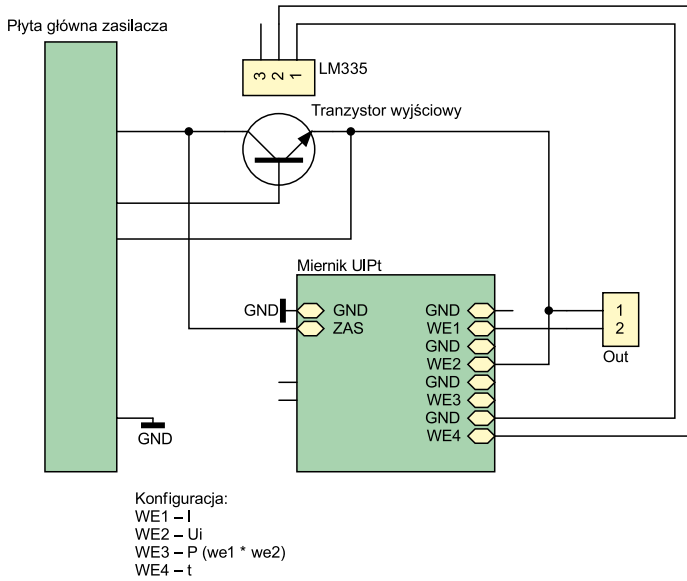 Płyta główna zasilacza
3 2 1
LM335
Tranzystor wyjściowy
Miernik UIPt
GND
GND
ZAS
GND
WE1
GND
WE2
GND
WE3
GND
WE4
1
2
Out
GND
Konfiguracja:
WE1 – I
WE2 – Ui
WE3 – P (we1 * we2)
WE4 – t